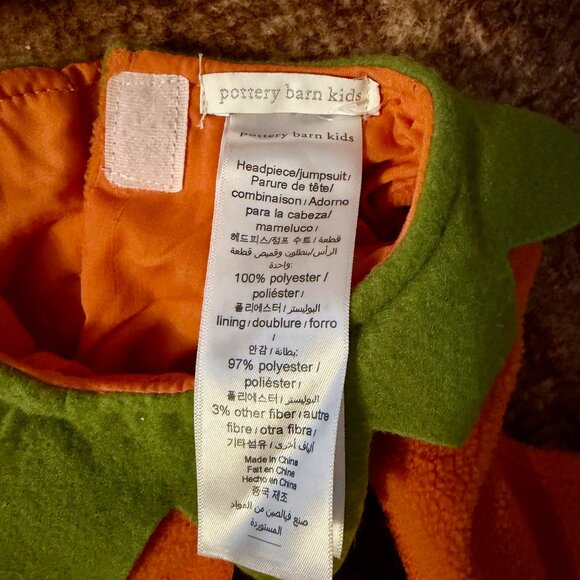 pottery barn kids
pottery barn kids
Headpiece/jumpsuit/
Parure de tête/
combinaison / Adorno
para la cabeza/
mameluco /
헤드피스/점프 수트 / قطعة
الرأس/بنطلون وقميص قطعة
واحدة:
100% polyester /
poliéster /
폴리에스터 / البوليستر /
lining / doublure / forro
/
안감 / بطانة:
97% polyester /
poliéster /
폴리에스터 / البوليستر /
3% other fiber / autre
fibre / otra fibra /
기타섬유 / ألياف أخرى /
Made in China
Fait en Chine
Hecho en China
중국 제조
صنع فيالصين من المواد
المستوردة